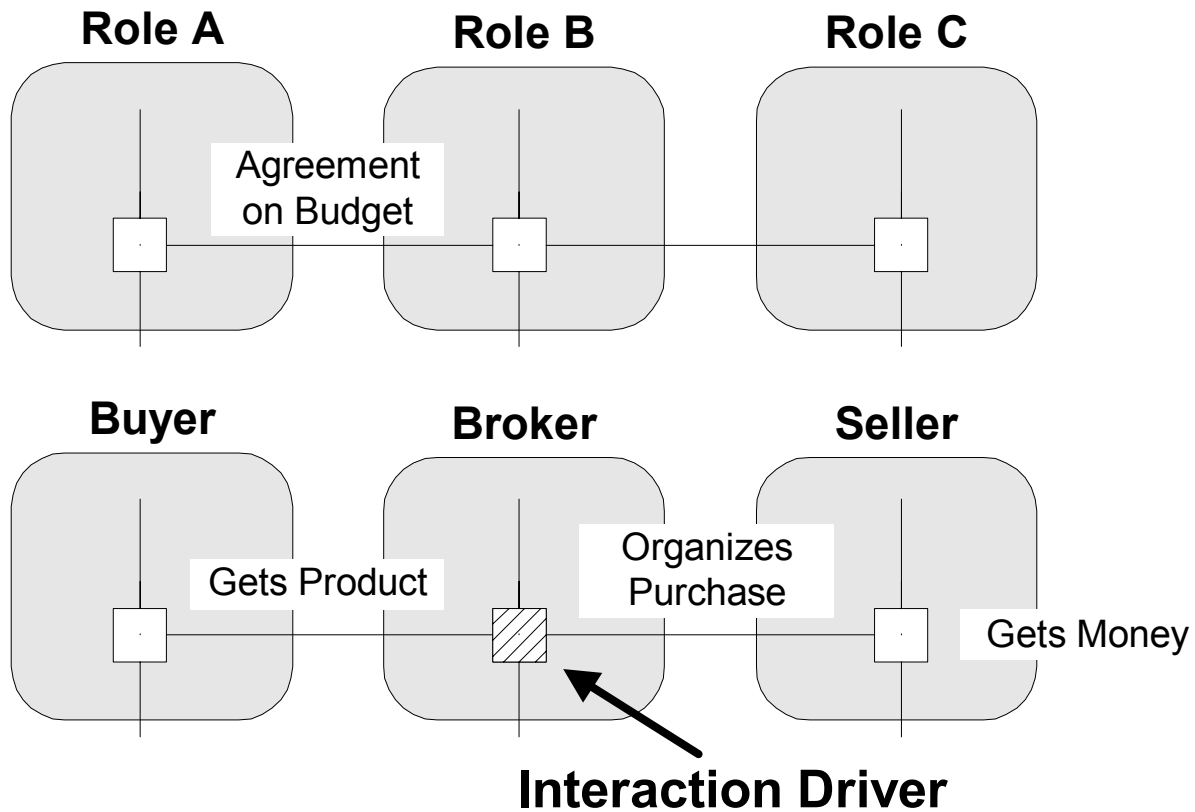 Role A
Role B
Role C
Agreement
on Budget
Buyer
Broker
Seller
Gets Product
Organizes
Purchase
Gets Money
Interaction Driver